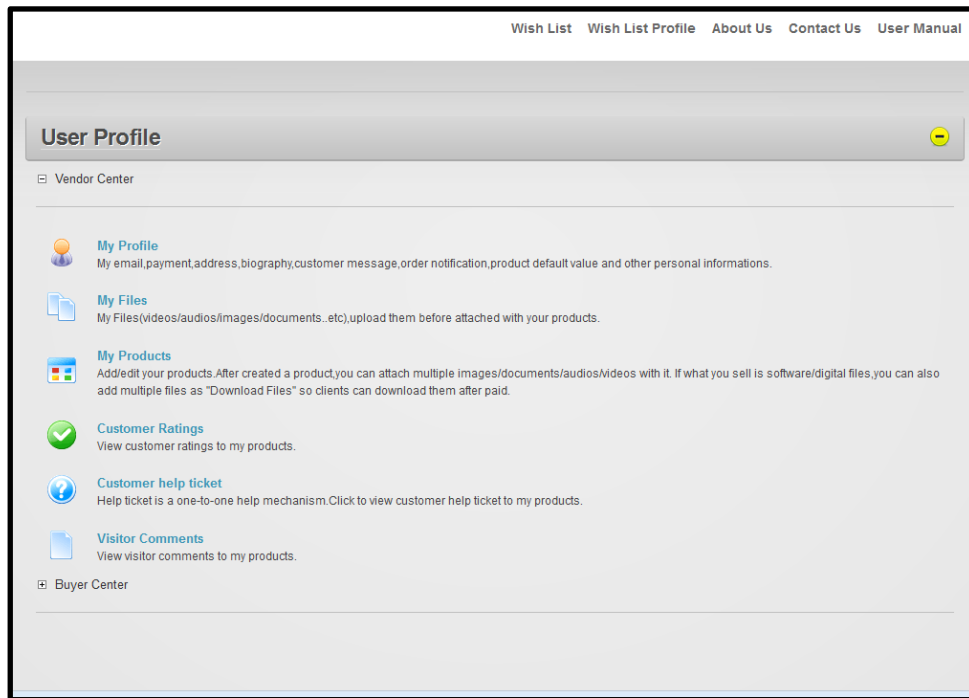 Wish List Wish List Profile About Us Contact Us User Manual
User Profile
Vendor Center
My Profile
My email,payment,address,biography,customer message,order notification,product default value and other personal informations.
My Files
My Files(videos/audios/images/documents..etc),upload them before attached with your products.
My Products
Add/edit your products.After created a product,you can attach multiple images/documents/audios/videos with it. If what you sell is software/digital files,you can also
add multiple files as "Download Files" so clients can download them after paid.
Customer Ratings
View customer ratings to my products.
Customer help ticket
Help ticket is a one-to-one help mechanism.Click to view customer help ticket to my products.
Visitor Comments
View visitor comments to my products.
Buyer Center